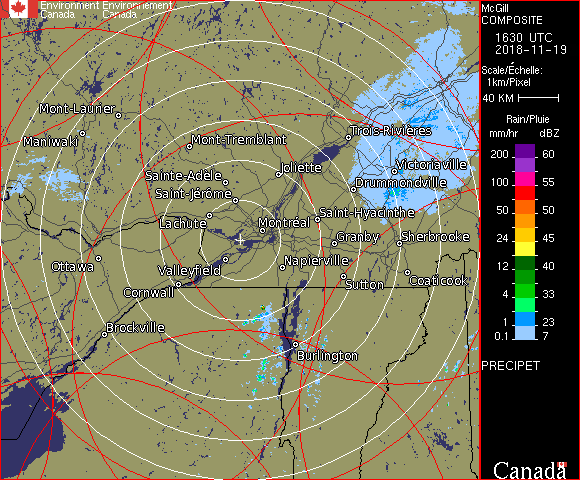 Environment Environnement
Canada Canada
McGill
COMPOSITE
1630 UTC
2018-11-19
Scale/Échelle:
1km/Pixel
40 KM
Rain/Pluie
mm/hr dBZ
200 60
100 55
50 50
24 45
12 40
4 33
1 23
0.1 7
PRECIPET
Canada
Mont-Laurier
Maniwaki
Mont-Tremblant
Trois-Rivières
Sainte-Adèle
Joliette
Victoriaville
Saint-Jérôme
Drummondville
Lachute
Montréal
Saint-Hyacinthe
Granby
Sherbrooke
Ottawa
Valleyfield
Napierville
Cornwall
Sutton
Coaticook
Brockville
Burlington